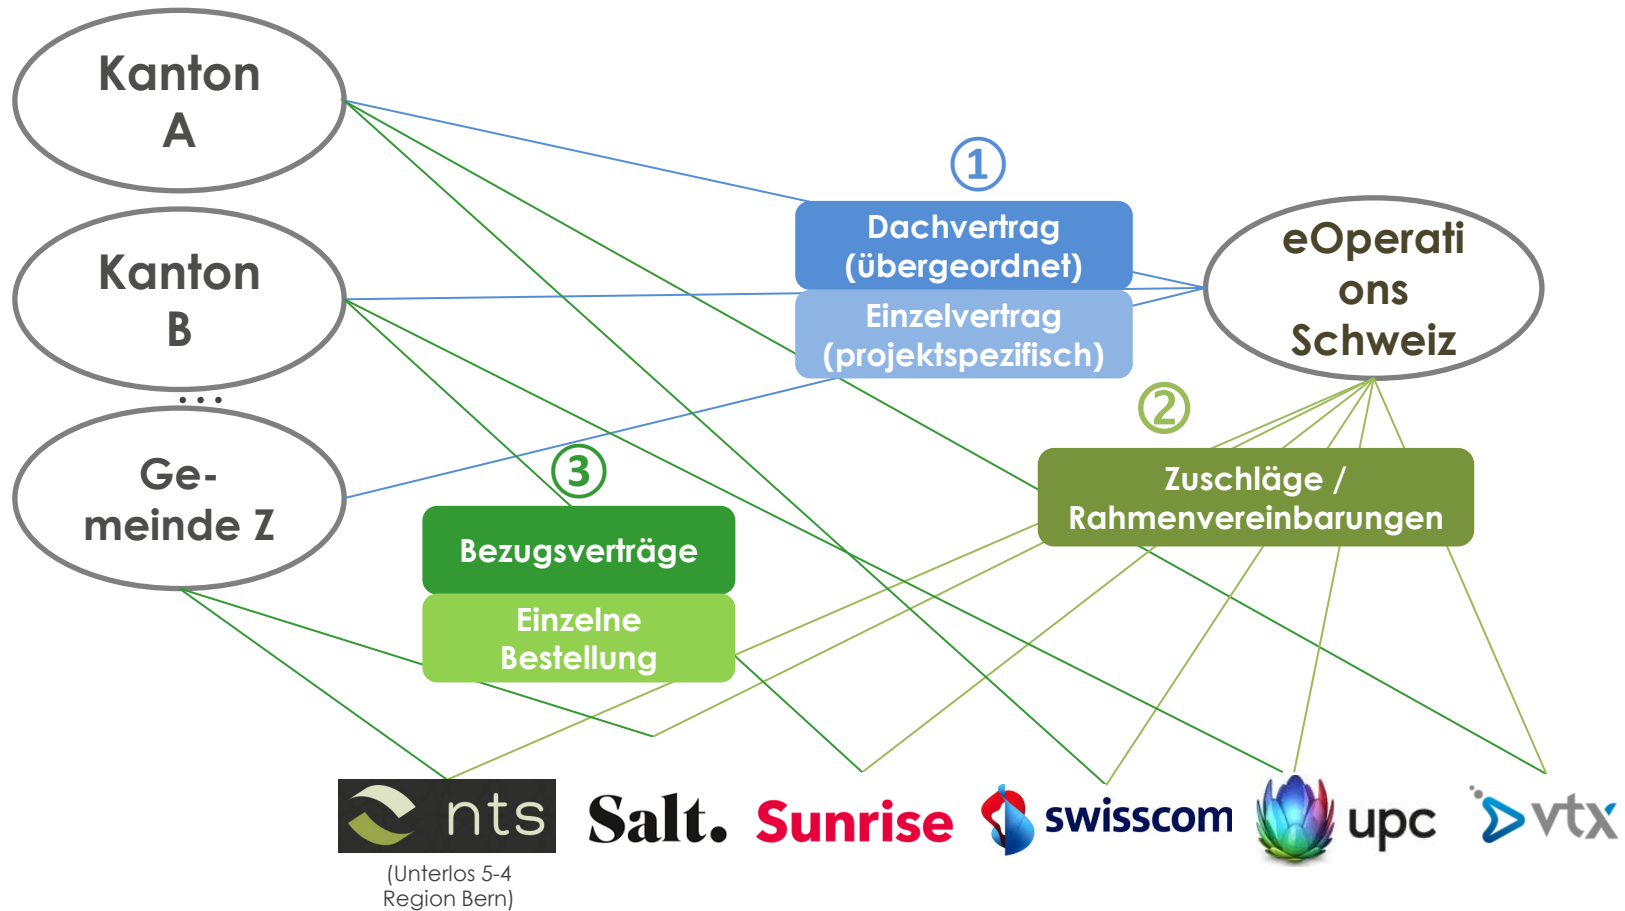 Kanton
A
Kanton
B
...
Ge-
meinde Z
①
Dachvertrag
(übergeordnet)
Einzelvertrag
(projektspezifisch)
eOperati
ons
Schweiz
②
Zuschläge /
Rahmenvereinbarungen
③
Bezugsverträge
Einzelne
Bestellung
nts
Salt.
Sunrise
swisscom
upc
vtx
(Unterlos 5-4
Region Bern)